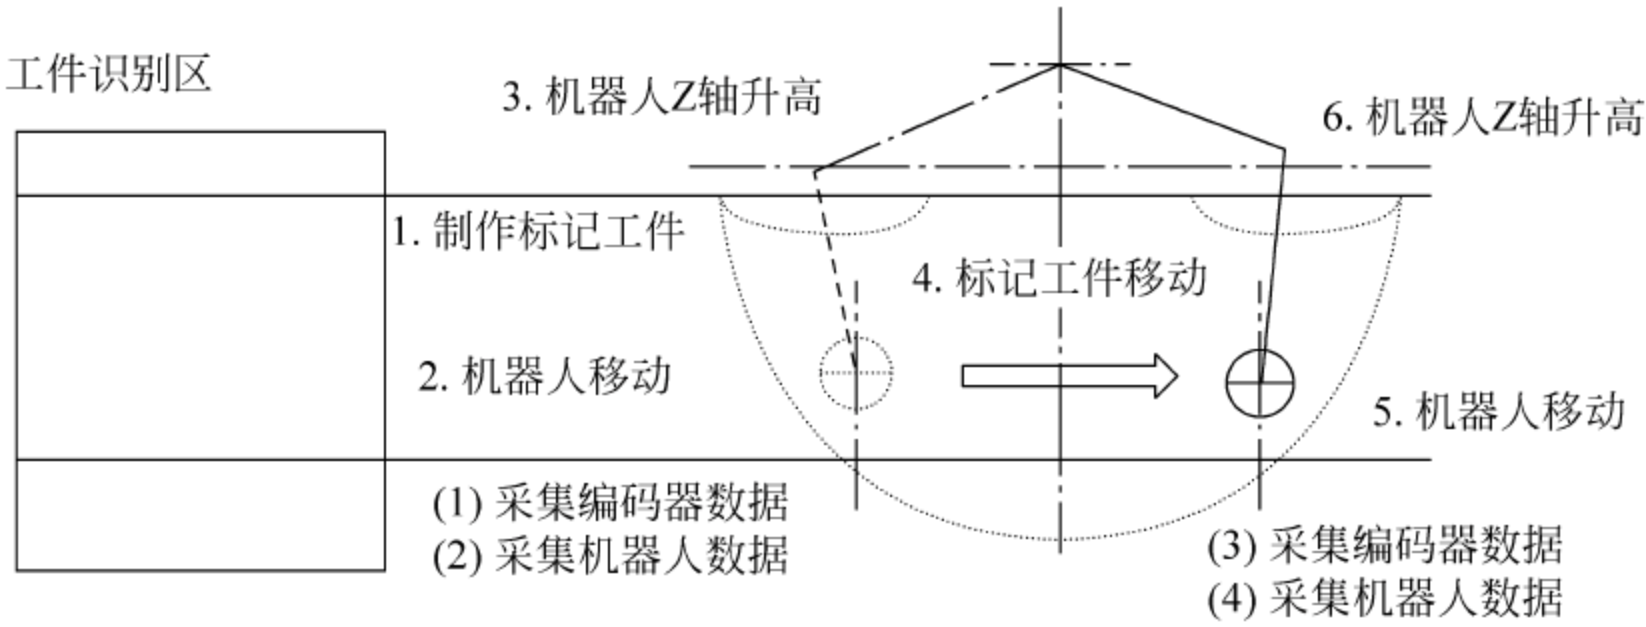 工件识别区
3. 机器人Z轴升高
6. 机器人Z轴升高
1. 制作标记工件
4. 标记工件移动
2. 机器人移动
5. 机器人移动
(1) 采集编码器数据
(2) 采集机器人数据
(3) 采集编码器数据
(4) 采集机器人数据